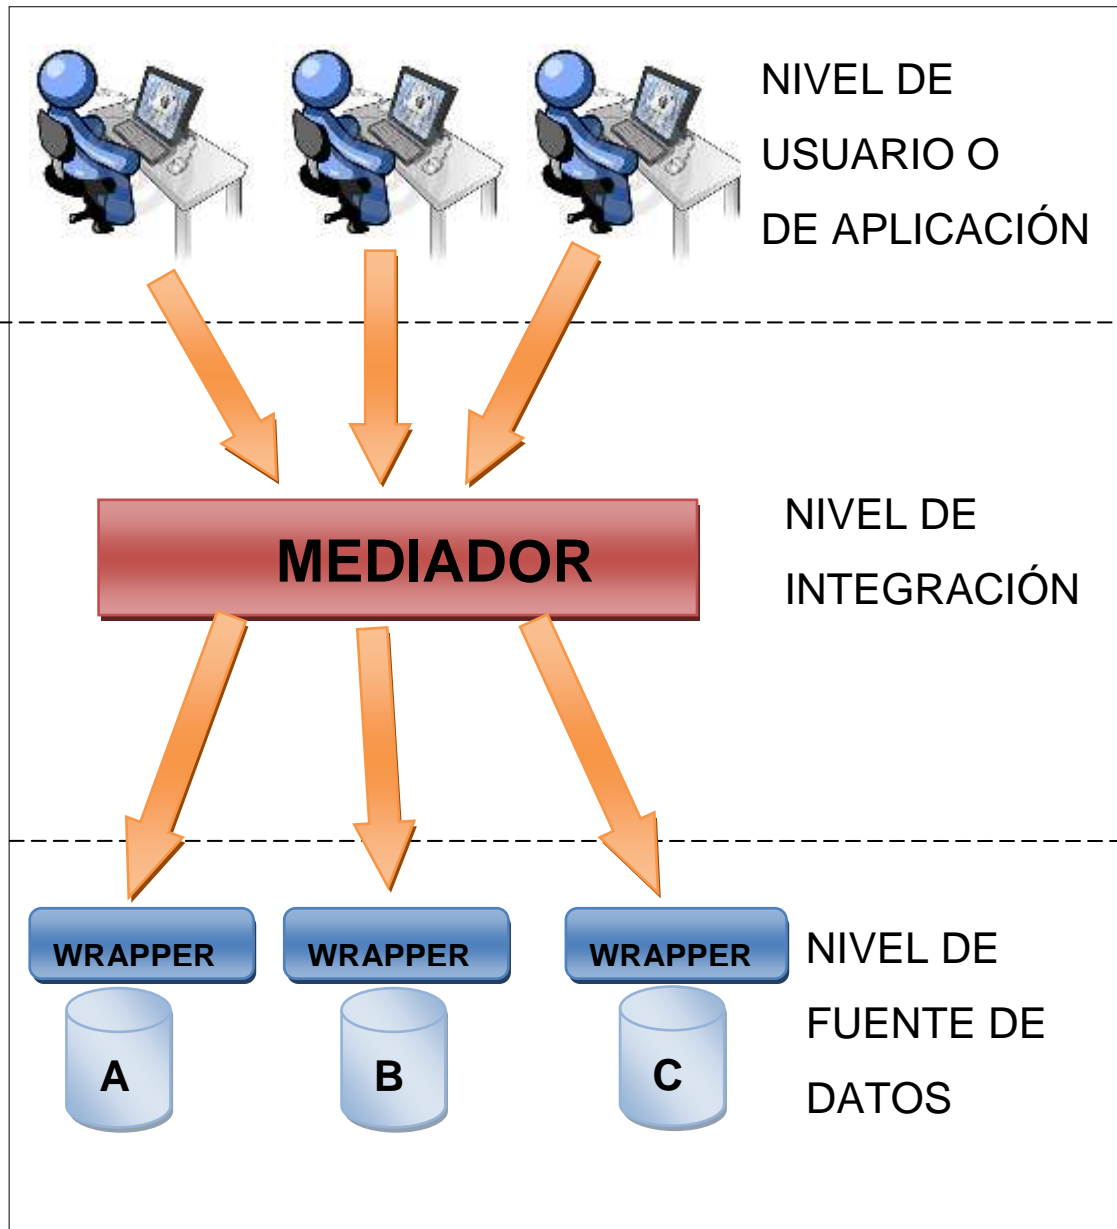 NIVEL DE
USUARIO O
DE APLICACIÓN
MEDIADOR
NIVEL DE
INTEGRACIÓN
WRAPPER
WRAPPER
WRAPPER
NIVEL DE
FUENTE DE
DATOS
A
B
C